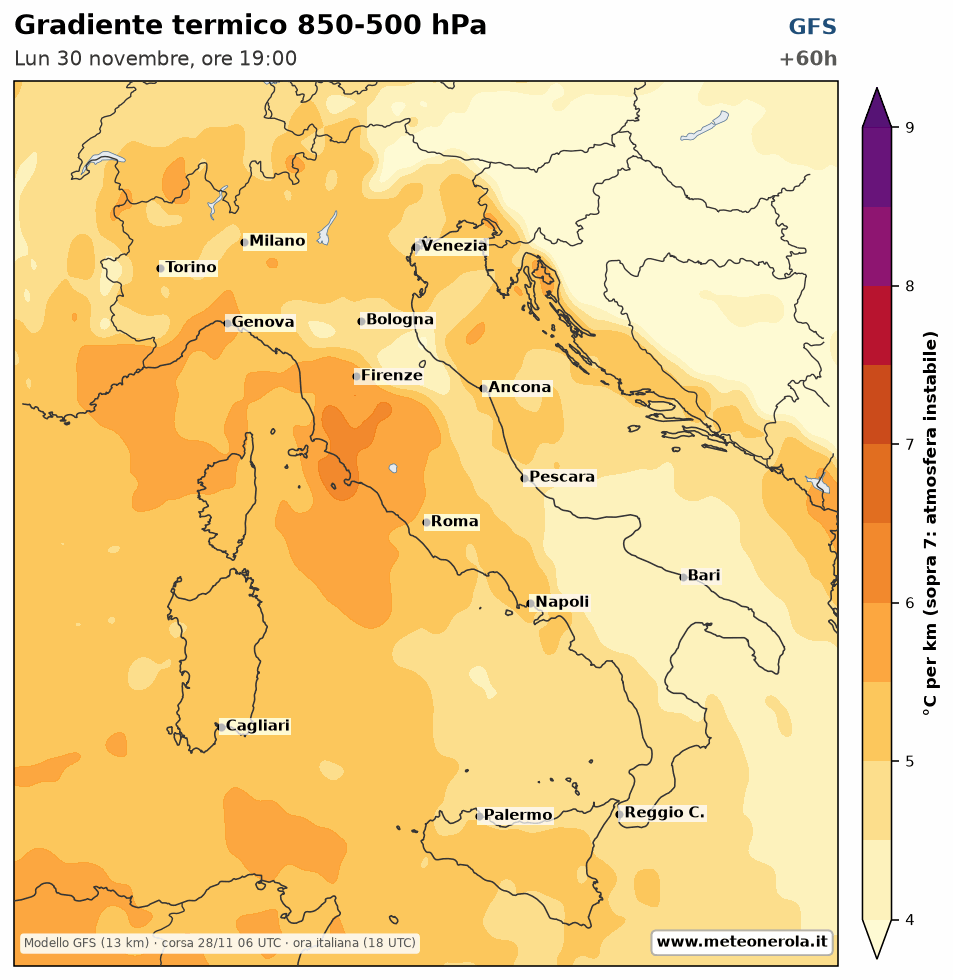 Gradiente termico 850-500 hPa
GFS
Lun 30 novembre, ore 19:00
+60h
Milano
Venezia
Torino
Genova
Bologna
Firenze
Ancona
Pescara
Roma
Bari
Napoli
Cagliari
Palermo
Reggio C.
9
8
7
6
5
4
°C per km (sopra 7: atmosfera instabile)
Modello GFS (13 km) · corsa 28/11 06 UTC · ora italiana (18 UTC)
www.meteonerola.it